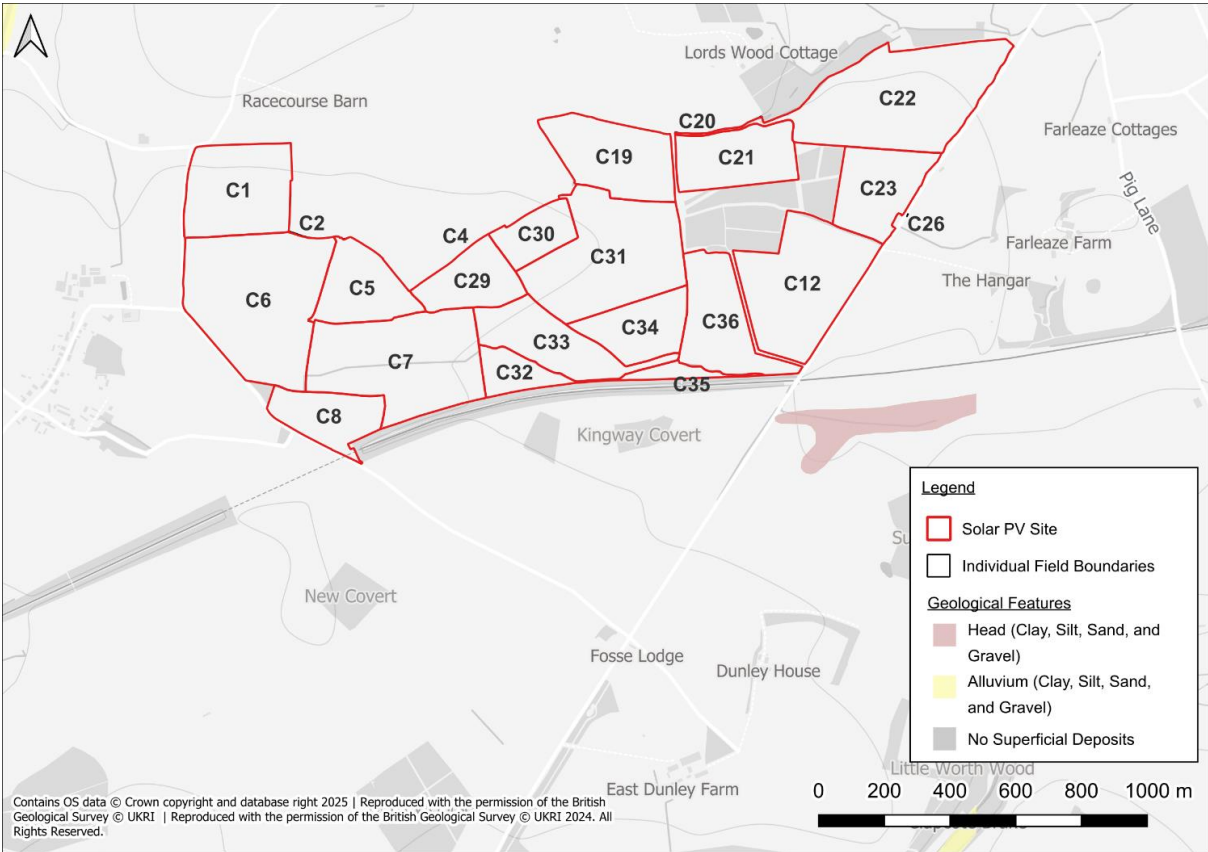 Lords Wood Cottage
Racecourse Barn
C22
C20
Farleaze Cottages
C19
C21
Pig Lane
C1
C23
C2
C26
C4
C30
Farleaze Farm
C31
C29
The Hangar
C5
C12
C6
C36
C34
C33
C7
C32
C35
C8
Kingway Covert
Legend
Solar PV Site
Su
Individual Field Boundaries
New Covert
Geological Features
Head (Clay, Silt, Sand, and
Gravel)
Fosse Lodge
Dunley House
Alluvium (Clay, Silt, Sand,
and Gravel)
No Superficial Deposits
Little Worth Wood
East Dunley Farm
0 200 400 600 800 1000 m
Contains OS data © Crown copyright and database right 2025 | Reproduced with the permission of the British
Geological Survey © UKRI | Reproduced with the permission of the British Geological Survey © UKRI 2024. All
Rights Reserved.